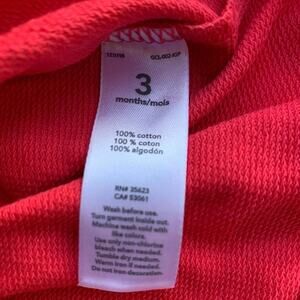 3
months/mois
100% cotton
100 % coton
100% algodón
RN# 35623
CA# 53061
Wash before use.
Turn garment inside out.
Machine wash cold with
like colors.
Use only non-chlorine
bleach when needed.
Tumble dry medium.
Warm iron if needed.
Do not iron decoration.